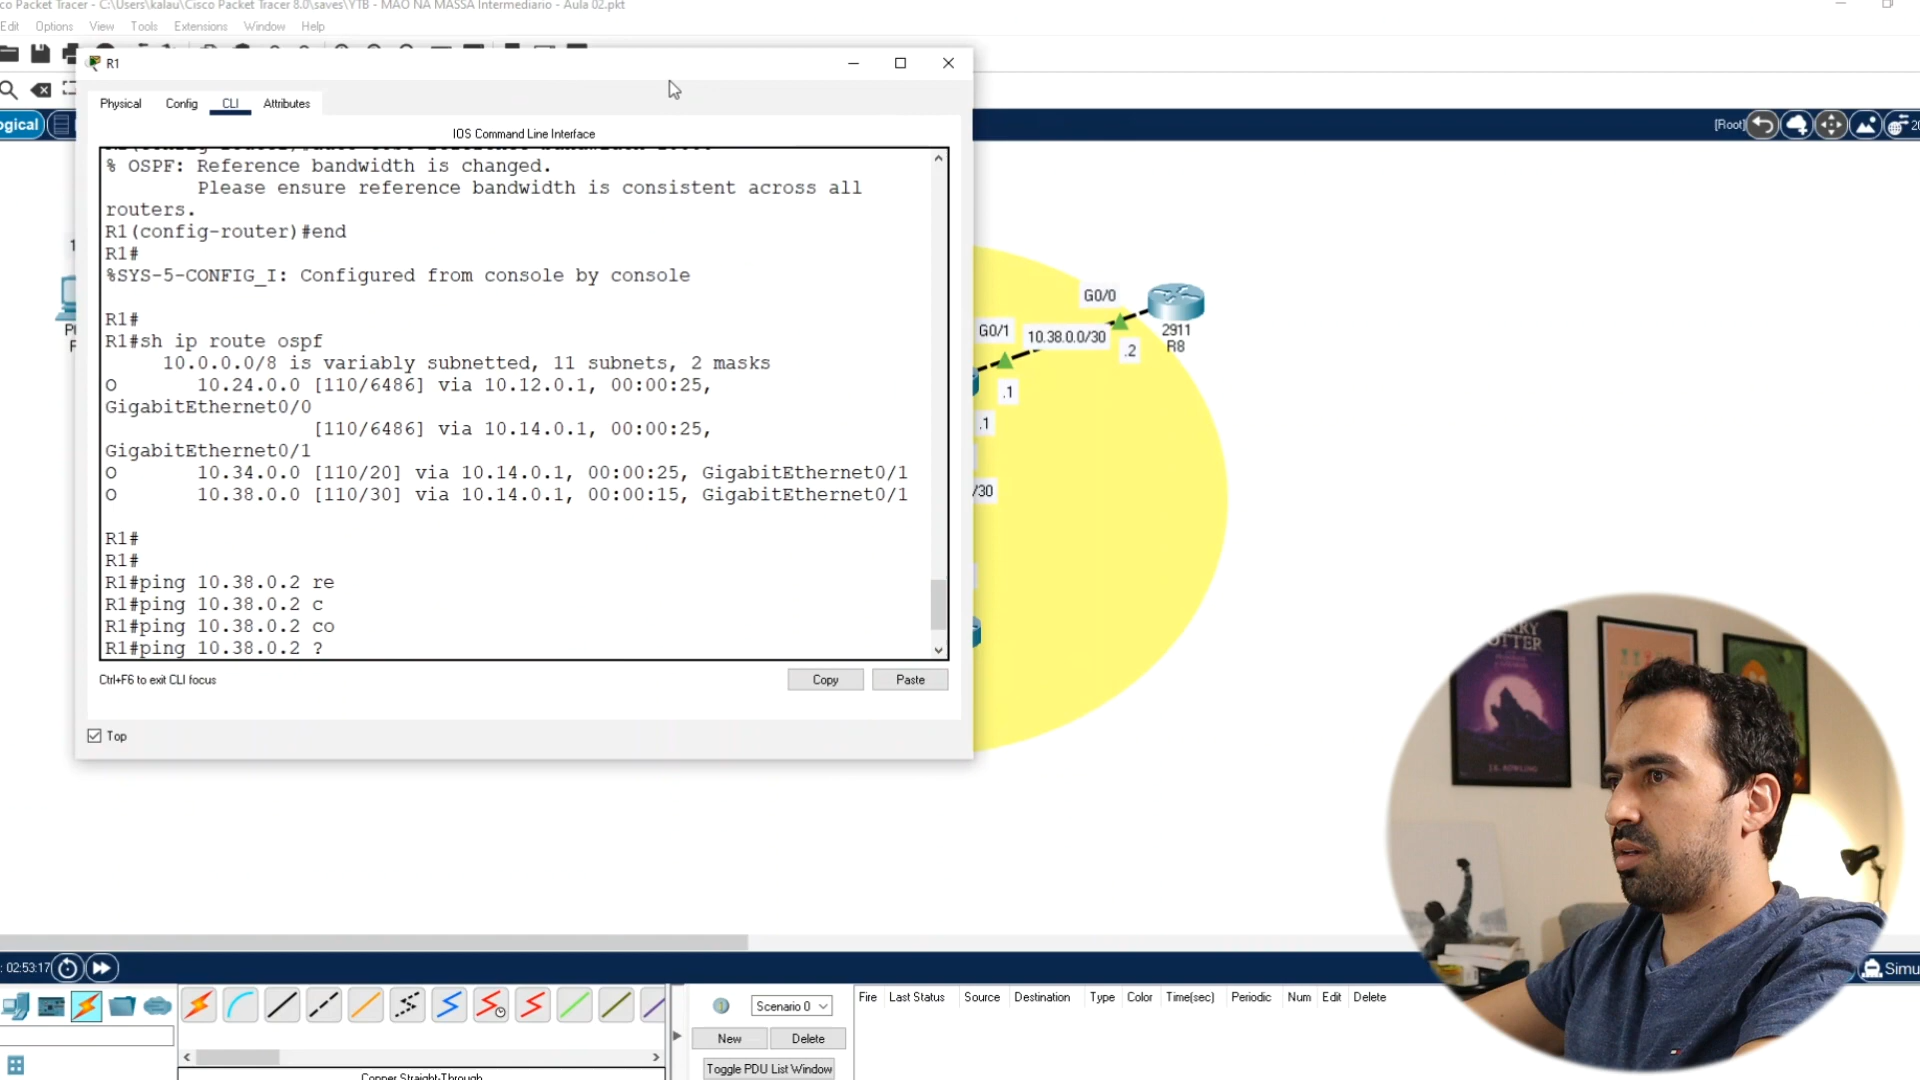 co Packet Tracer - C:\Users\kalau\Cisco Packet Tracer 8.0\saves\YTB - MAO NA MASSA Intermediario - Aula 02.pkt
Edit Options View Tools Extensions Window Help
R1
Physical Config CLI Attributes
IOS Command Line Interface
% OSPF: Reference bandwidth is changed.
Please ensure reference bandwidth is consistent across all
routers.
R1(config-router)#end
R1#
%SYS-5-CONFIG_I: Configured from console by console
R1#
R1#sh ip route ospf
10.0.0.0/8 is variably subnetted, 11 subnets, 2 masks
O 10.24.0.0 [110/6486] via 10.12.0.1, 00:00:25,
GigabitEthernet0/0
[110/6486] via 10.14.0.1, 00:00:25,
GigabitEthernet0/1
O 10.34.0.0 [110/20] via 10.14.0.1, 00:00:25, GigabitEthernet0/1
O 10.38.0.0 [110/30] via 10.14.0.1, 00:00:15, GigabitEthernet0/1
R1#
R1#
R1#ping 10.38.0.2 re
R1#ping 10.38.0.2 c
R1#ping 10.38.0.2 co
R1#ping 10.38.0.2 ?
Ctrl+F6 to exit CLI focus
Copy
Paste
Top
ogical
[Root]
G0/0
2911
R8
G0/1
10.38.0.0/30
.2
.1
.1
/30
: 02:53:17
Simu
Scenario 0
New
Delete
Toggle PDU List Window
Fire Last Status Source Destination Type Color Time(sec) Periodic Num Edit Delete
Copper Straight-Through
J.K. ROWLING